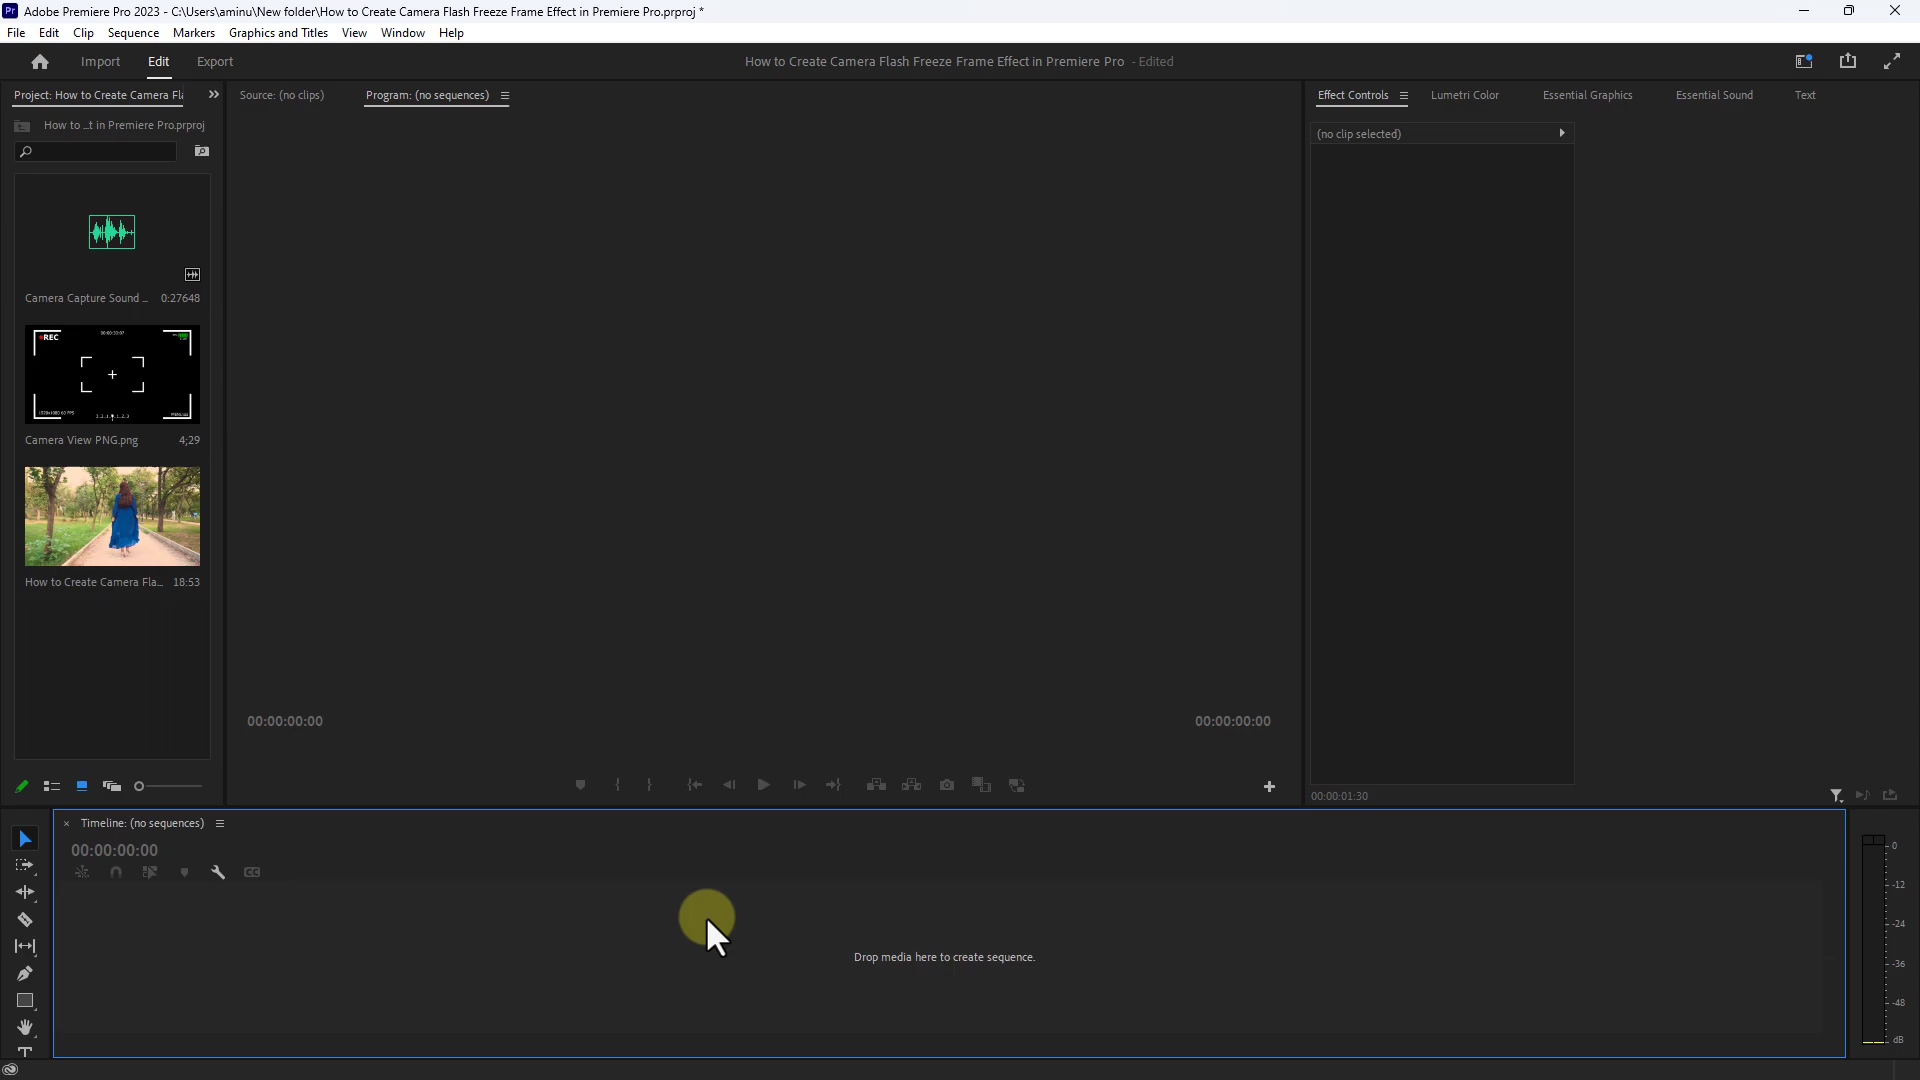 Pr Adobe Premiere Pro 2023 - C:\Users\aminu\New folder\How to Create Camera Flash Freeze Frame Effect in Premiere Pro.prproj *
File Edit Clip Sequence Markers Graphics and Titles View Window Help
Import Edit Export How to Create Camera Flash Freeze Frame Effect in Premiere Pro - Edited
Project: How to Create Camera Fl
Source: (no clips) Program: (no sequences)
Effect Controls Lumetri Color Essential Graphics Essential Sound Text
How to ...t in Premiere Pro.prproj
(no clip selected)
Camera Capture Sound ... 0:27648
REC
Camera View PNG.png 4;29
How to Create Camera Fla... 18:53
00:00:00:00 00:00:00:00
00:00:01:30
Timeline: (no sequences)
00:00:00:00
CC
Drop media here to create sequence.
0
-12
-24
-36
-48
dB